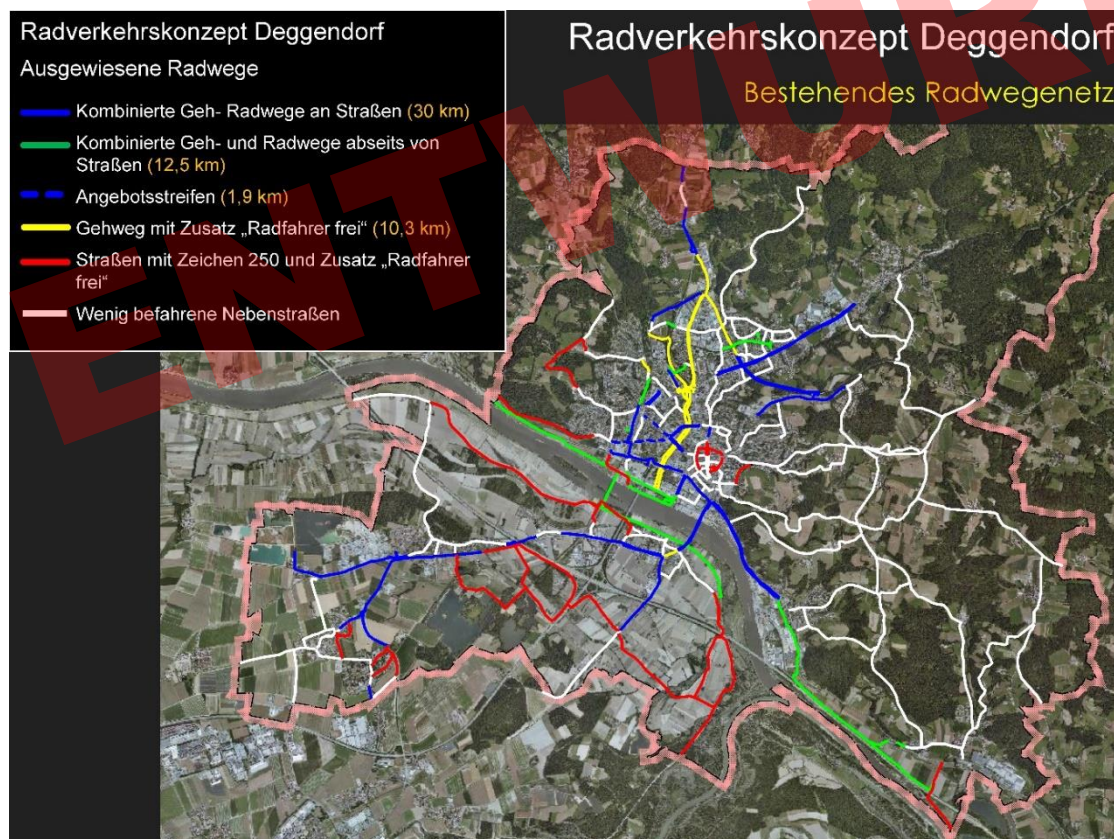 Radverkehrskonzept Deggendorf
Ausgewiesene Radwege
Kombinierte Geh- Radwege an Straßen (30 km)
Kombinierte Geh- und Radwege abseits von
Straßen (12,5 km)
Angebotsstreifen (1,9 km)
Gehweg mit Zusatz „Radfahrer frei“ (10,3 km)
Straßen mit Zeichen 250 und Zusatz „Radfahrer
frei“
Wenig befahrene Nebenstraßen
Radverkehrskonzept Deggendorf
Bestehendes Radwegenetz
ENTWURF